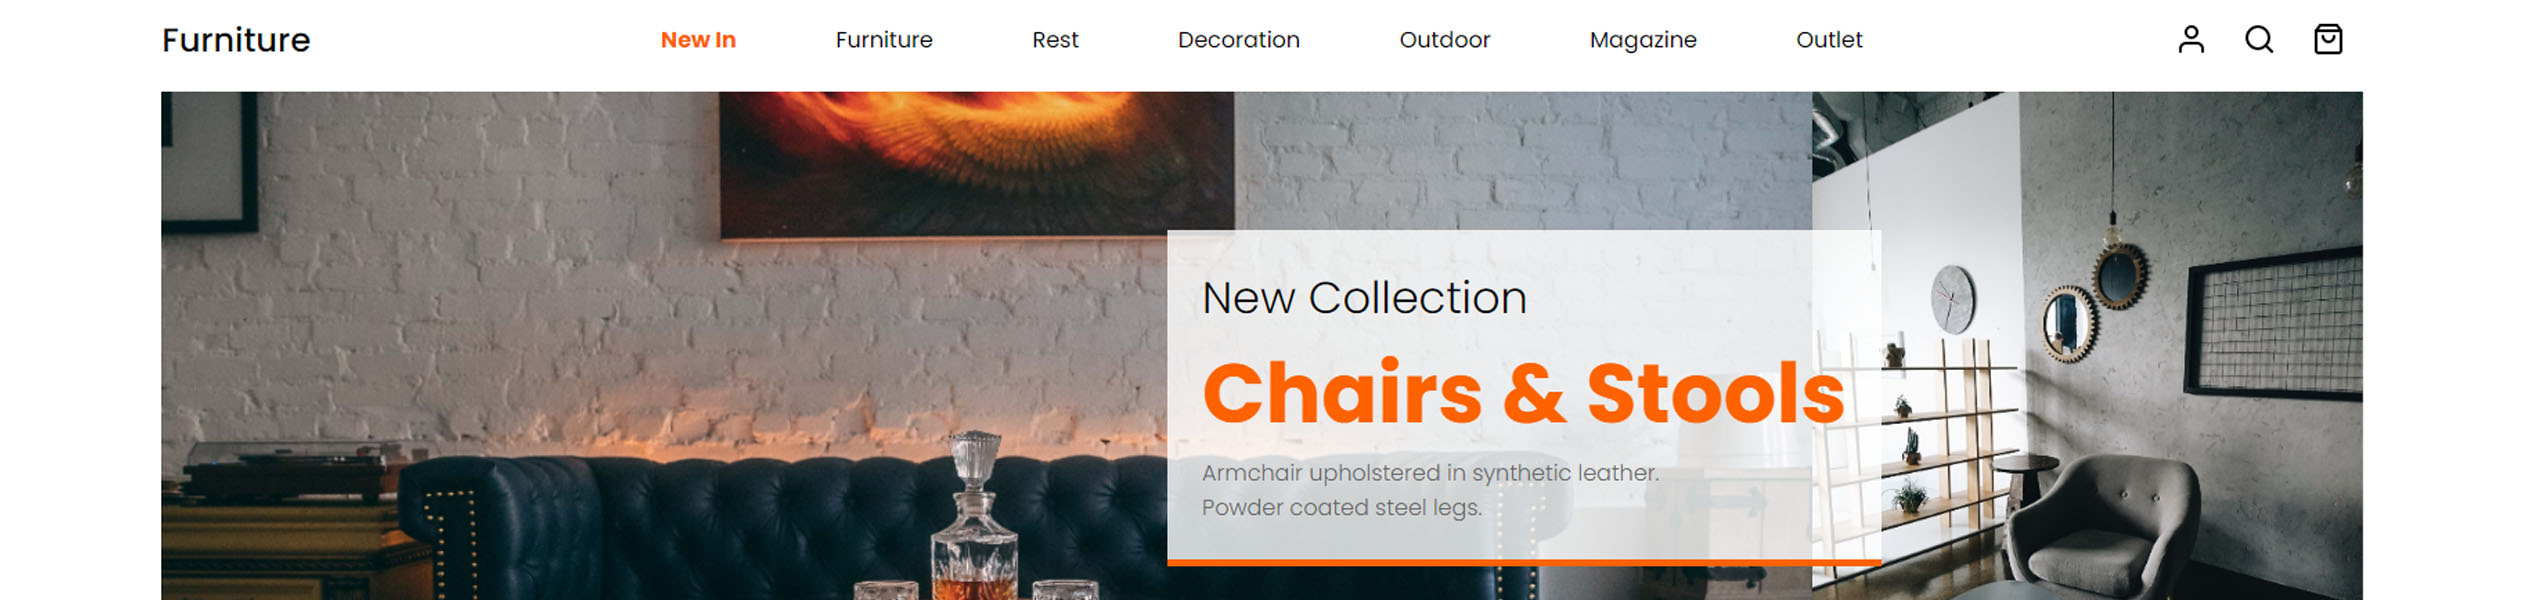 Furniture
New In Furniture Rest Decoration Outdoor Magazine Outlet
New Collection
Chairs & Stools
Armchair upholstered in synthetic leather.
Powder coated steel legs.